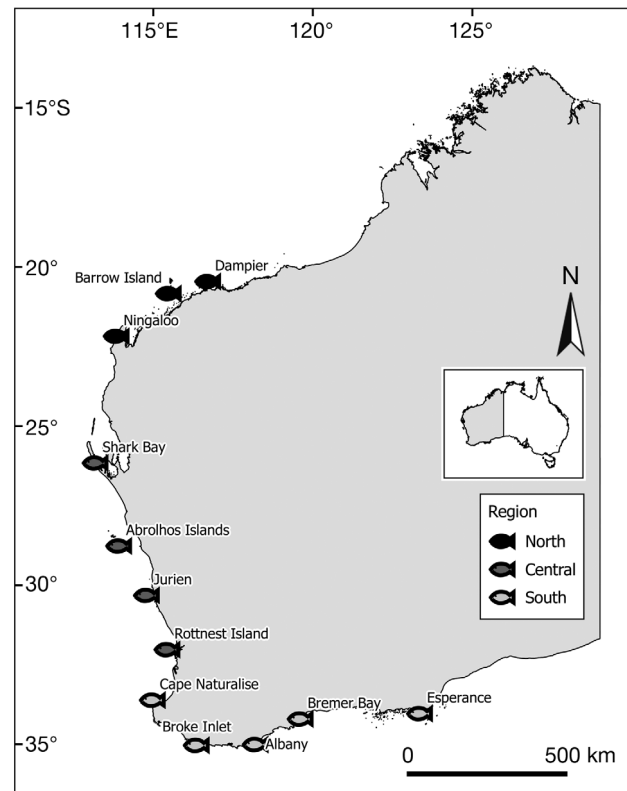 115°E 120° 125°
15°S
20°
Dampier
Barrow Island
Ningaloo
N
25°
Shark Bay
Region
North
Abrolhos Islands
Central
30°
Jurien
South
Rottnest Island
Cape Naturalise
Bremer Bay
Esperance
Broke Inlet
35°
Albany
0 500 km